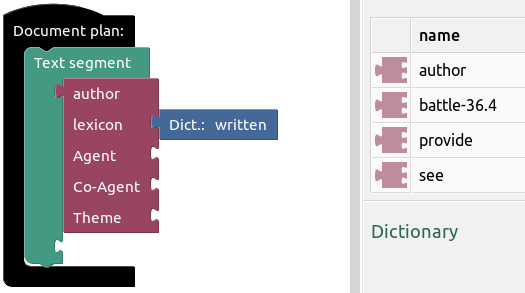 Document plan:
Text segment
author
lexicon
Dict.: written
Agent
Co-Agent
Theme
name
author
battle-36.4
provide
see
Dictionary